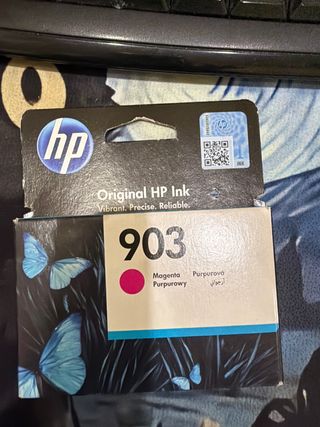 hp
Original HP Ink
Vibrant. Precise. Reliable.
903
Magenta Purpurová
Purpurowy أرجواني